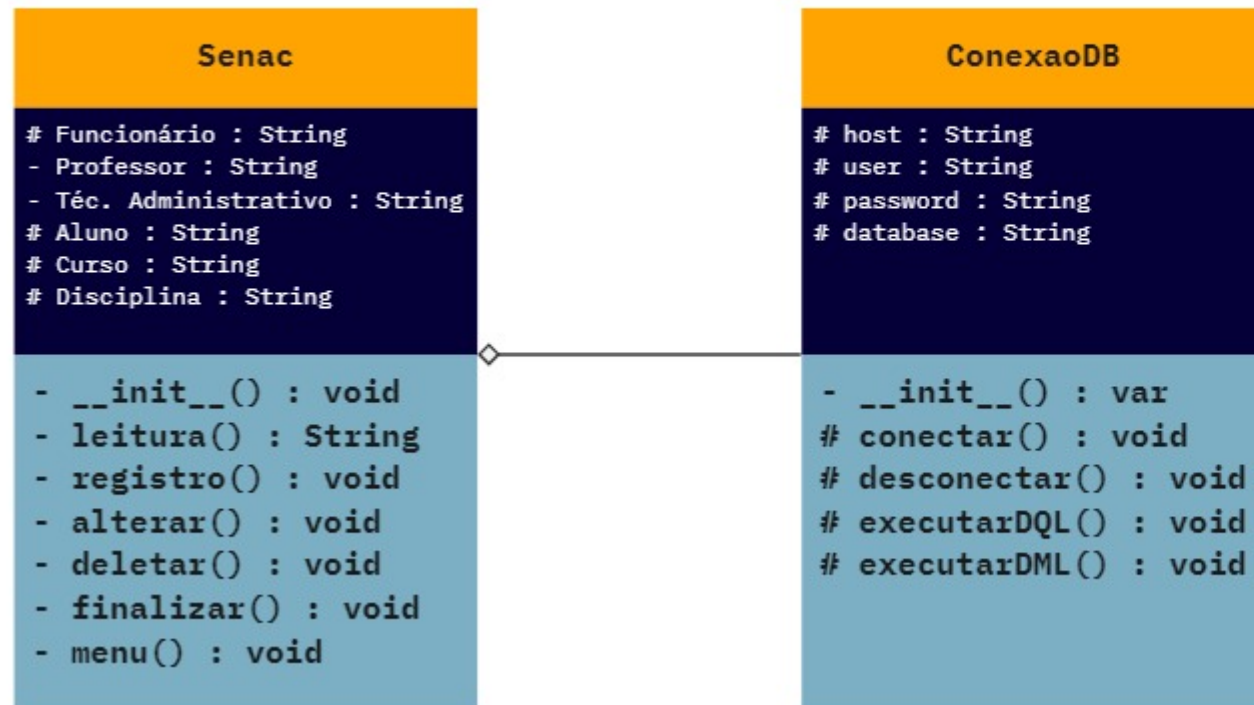 Senac
# Funcionário : String
- Professor : String
- Téc. Administrativo : String
# Aluno : String
# Curso : String
# Disciplina : String
- __init__() : void
- leitura() : String
- registro() : void
- alterar() : void
- deletar() : void
- finalizar() : void
- menu() : void
ConexaoDB
# host : String
# user : String
# password : String
# database : String
- __init__() : var
# conectar() : void
# desconectar() : void
# executarDQL() : void
# executarDML() : void